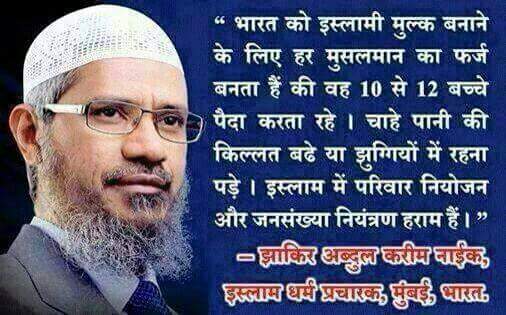 “ भारत को इस्लामी मुल्क बनाने
के लिए हर मुसलमान का फर्ज
बनता हैं की वह 10 से 12 बच्चे
पैदा करता रहे । चाहे पानी की
किल्लत बढे या झुग्गियों में रहना
पड़े । इस्लाम में परिवार नियोजन
और जनसंख्या नियंत्रण हराम हैं। ”
– झाकिर अब्दुल करीम नाईक,
इस्लाम धर्म प्रचारक, मुंबई, भारत.